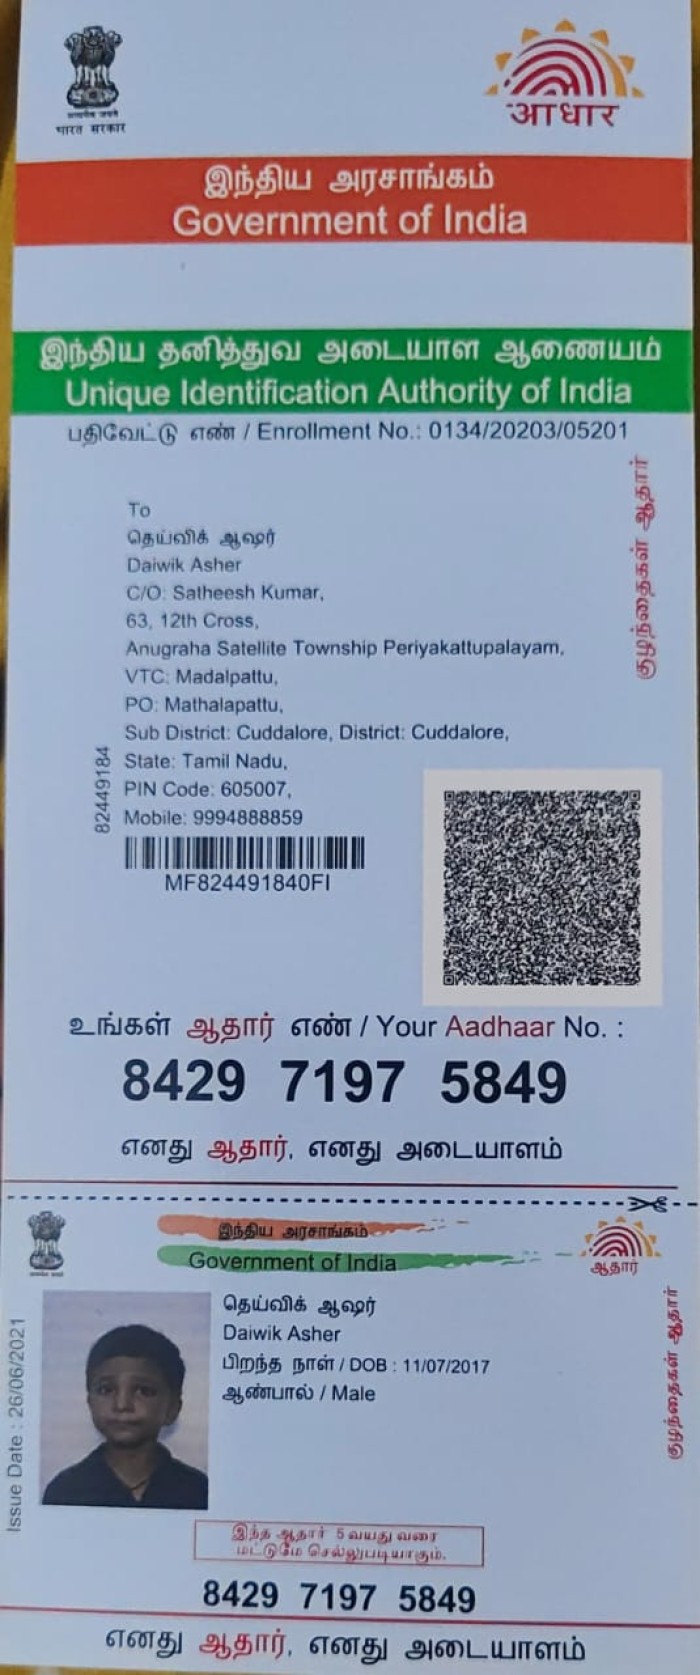 सत्यमेव जयते
भारत सरकार
आधार
இந்திய அரசாங்கம்
Government of India
இந்திய தனித்துவ அடையாள ஆணையம்
Unique Identification Authority of India
பதிவேட்டு எண் / Enrollment No.: 0134/20203/05201
குழந்தைகள் ஆதார்
To
தெய்விக் ஆஷர்
Daiwik Asher
C/O: Satheesh Kumar,
63, 12th Cross,
Anugraha Satellite Township Periyakattupalayam,
VTC: Madalpattu,
PO: Mathalapattu,
Sub District: Cuddalore, District: Cuddalore,
State: Tamil Nadu,
PIN Code: 605007,
Mobile: 9994888859
82449184
MF824491840FI
உங்கள் ஆதார் எண் / Your Aadhaar No. :
8429 7197 5849
எனது ஆதார், எனது அடையாளம்
இந்திய அரசாங்கம்
Government of India
ஆதார்
Issue Date : 26/06/2021
தெய்விக் ஆஷர்
Daiwik Asher
பிறந்த நாள் / DOB : 11/07/2017
ஆண்பால் / Male
குழந்தைகள் ஆதார்
இந்த ஆதார் 5 வயது வரை
மட்டுமே செல்லுபடியாகும்.
8429 7197 5849
எனது ஆதார், எனது அடையாளம்